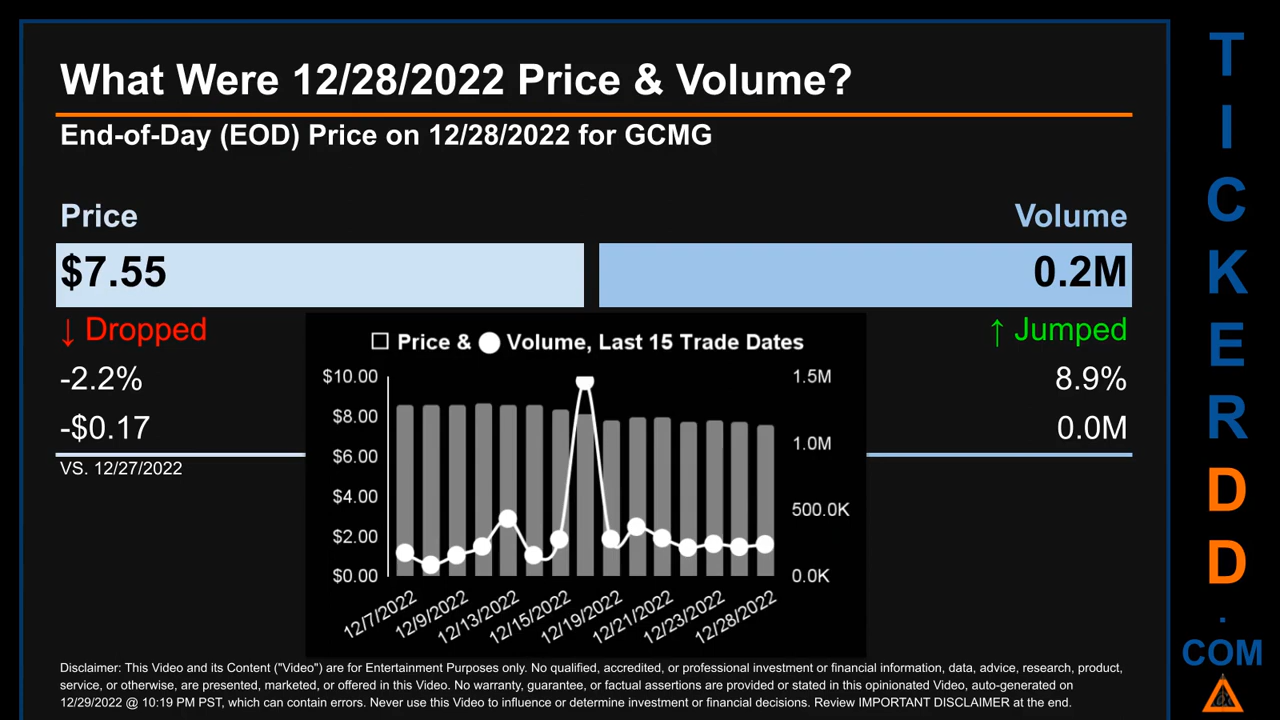 What Were 12/28/2022 Price & Volume?
End-of-Day (EOD) Price on 12/28/2022 for GCMG
Price
Volume
$7.55
0.2M
↓ Dropped
↑ Jumped
-2.2%
8.9%
-$0.17
0.0M
VS. 12/27/2022
Price & Volume, Last 15 Trade Dates
$10.00
$8.00
$6.00
$4.00
$2.00
$0.00
1.5M
1.0M
500.0K
0.0K
12/7/2022
12/9/2022
12/13/2022
12/15/2022
12/19/2022
12/21/2022
12/23/2022
12/28/2022
Disclaimer: This Video and its Content ("Video") are for Entertainment Purposes only. No qualified, accredited, or professional investment or financial information, data, advice, research, product,
service, or otherwise, are presented, marketed, or offered in this Video. No warranty, guarantee, or factual assertions are provided or stated in this opinionated Video, auto-generated on
12/29/2022 @ 10:19 PM PST, which can contain errors. Never use this Video to influence or determine investment or financial decisions. Review IMPORTANT DISCLAIMER at the end.
T
I
C
K
E
R
D
D
.
COM